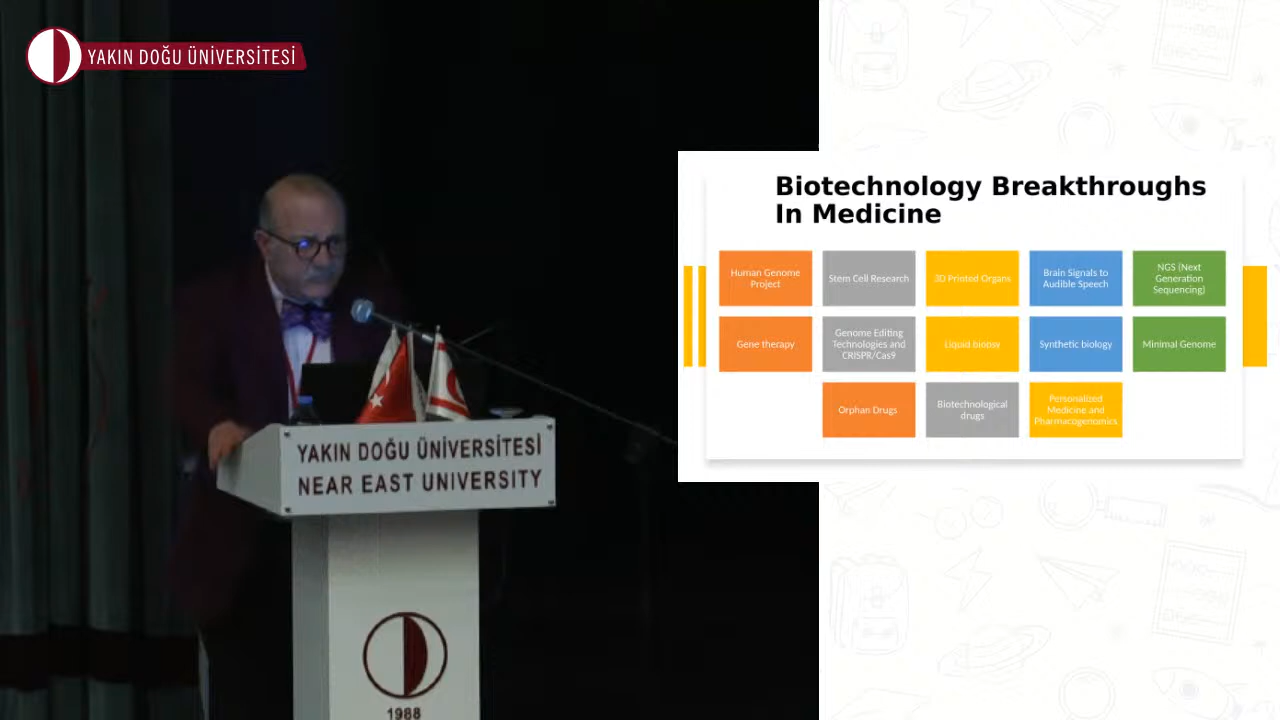 YAKIN DOĞU ÜNİVERSİTESİ
Biotechnology Breakthroughs
In Medicine
Human Genome
Project
Stem Cell Research
3D Printed Organs
Brain Signals to
Audible Speech
NGS (Next
Generation
Sequencing)
Gene therapy
Genome Editing
Technologies and
CRISPR/Cas9
Liquid biopsy
Synthetic biology
Minimal Genome
Orphan Drugs
Biotechnological
drugs
Personalized
Medicine and
Pharmacogenomics
YAKIN DOĞU ÜNİVERSİTESİ
NEAR EAST UNIVERSITY
1988